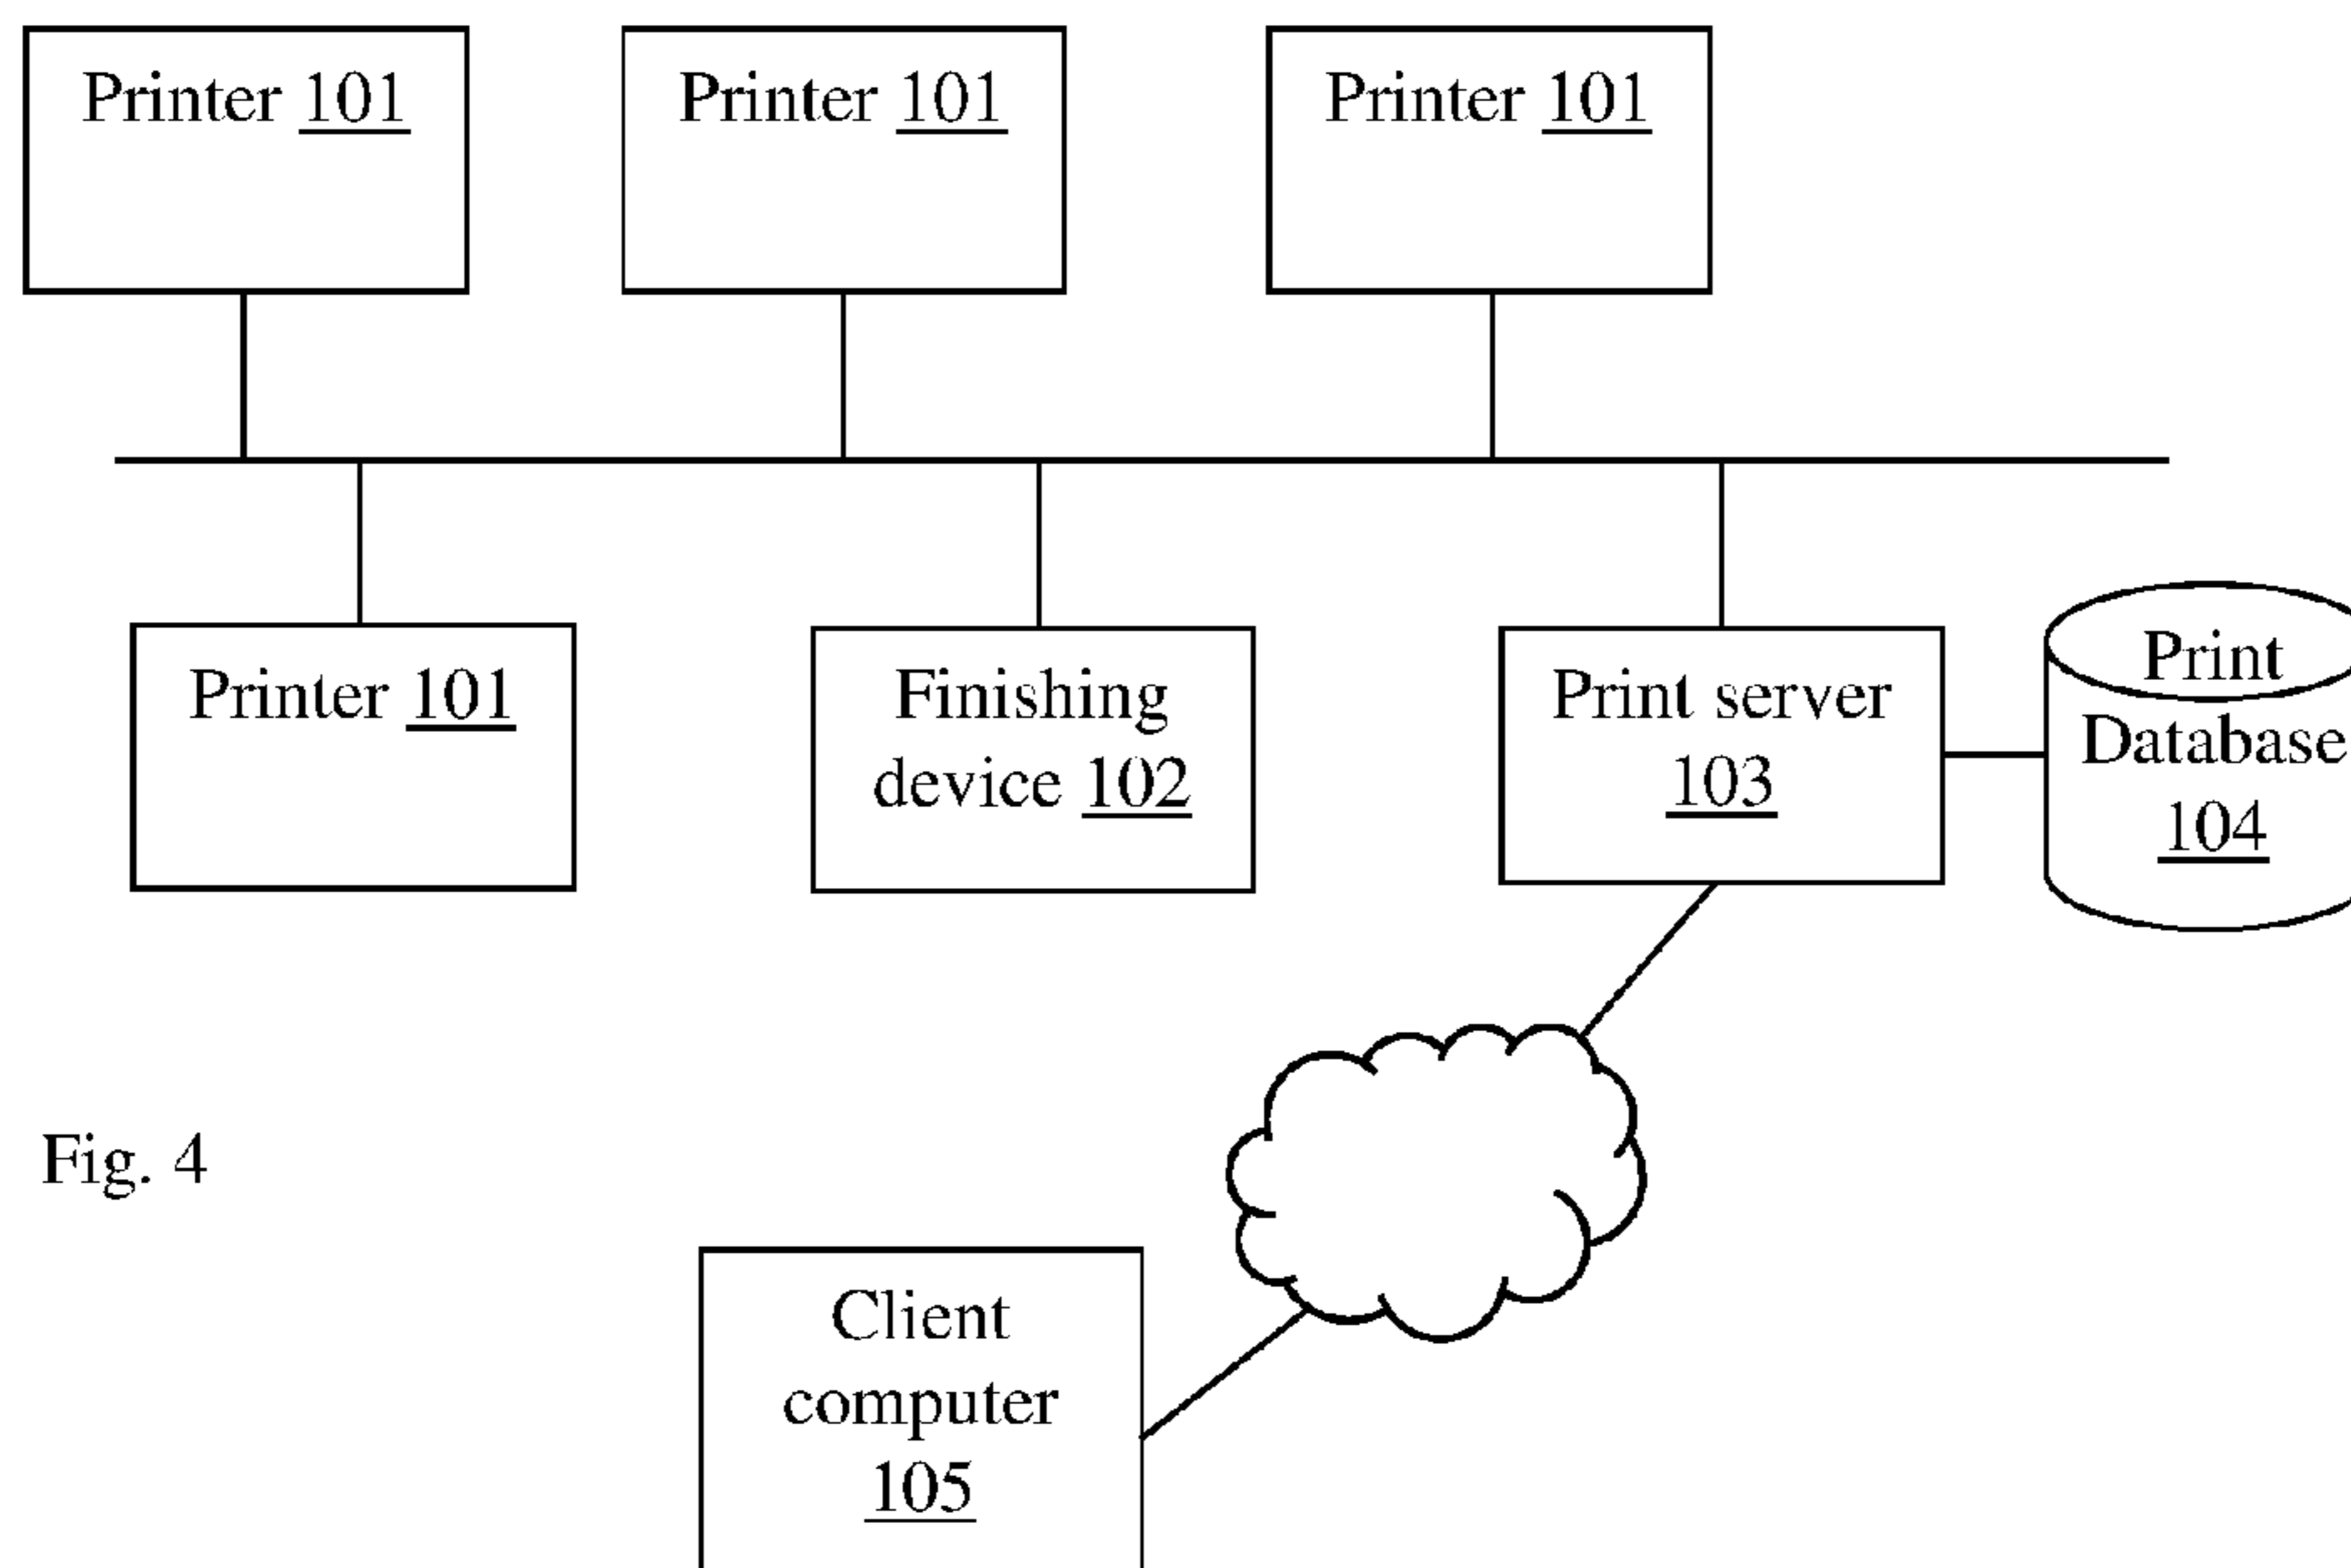 Printer 101
Printer 101
Printer 101
Printer 101
Finishing
device 102
Print server
103
Print
Database
104
Fig. 4
Client
computer
105